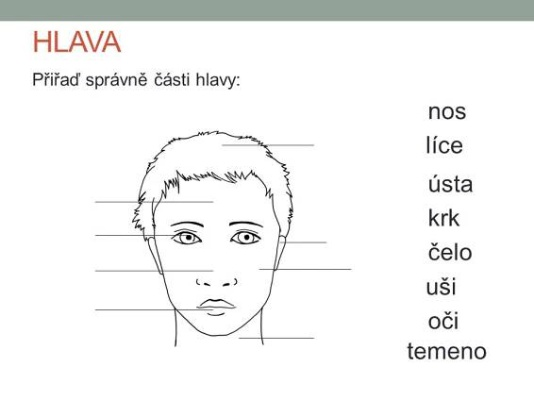 HLAVA
Přiřaď správně části hlavy:
nos
líce
ústa
krk
čelo
uši
oči
temeno